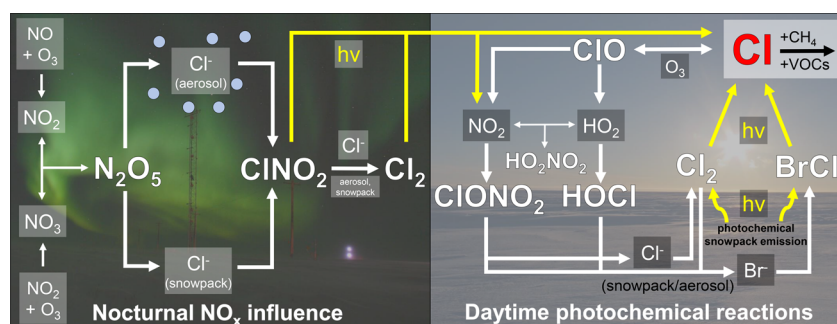 NO
+ O₃
NO₂
NO₃
NO₂
+ O₃
N₂O₅
Cl⁻
(aerosol)
Cl⁻
(snowpack)
ClNO₂
hν
Cl⁻
aerosol,
snowpack
Cl₂
Nocturnal NOₓ influence
ClO
O₃
Cl
+CH₄
+VOCs
NO₂
HO₂
HO₂NO₂
ClONO₂
HOCl
hν
Cl₂
BrCl
hν
photochemical
snowpack emission
Cl⁻
Br⁻
(snowpack/aerosol)
Daytime photochemical reactions